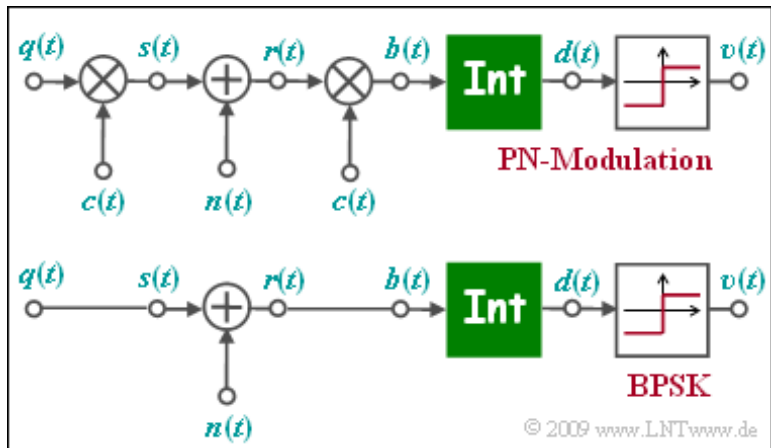 q(t) s(t) r(t) b(t) Int d(t) v(t)
PN-Modulation
c(t) n(t) c(t)
q(t) s(t) r(t) b(t) Int d(t) v(t)
BPSK
n(t)
© 2009 www.LNTwww.de